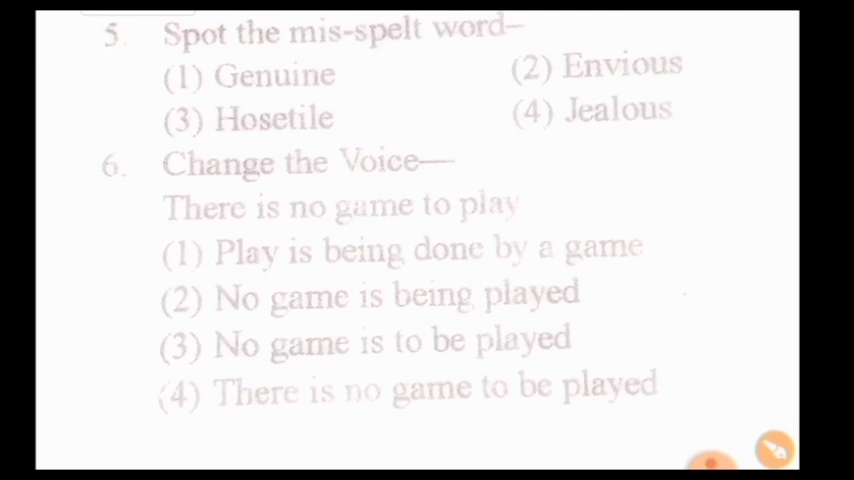 5. Spot the mis-spelt word–
(1) Genuine (2) Envious
(3) Hosetile (4) Jealous
6. Change the Voice—
There is no game to play
(1) Play is being done by a game
(2) No game is being played
(3) No game is to be played
(4) There is no game to be played